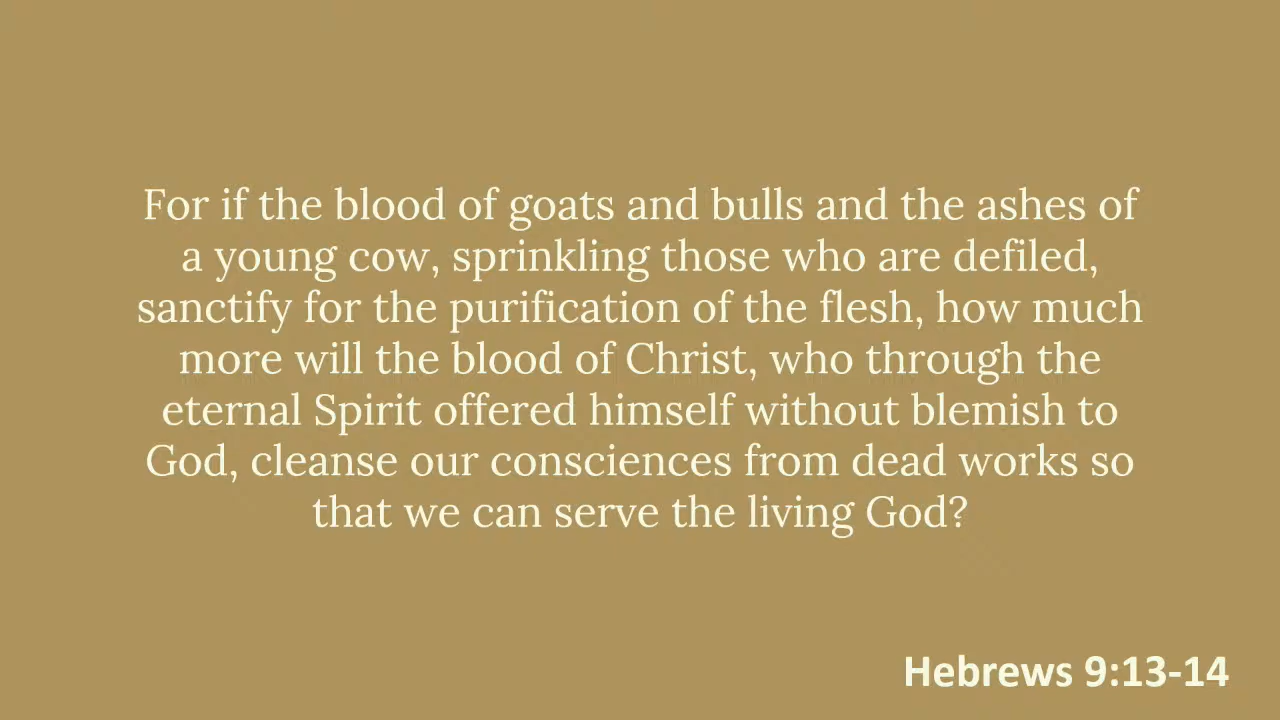 For if the blood of goats and bulls and the ashes of
a young cow, sprinkling those who are defiled,
sanctify for the purification of the flesh, how much
more will the blood of Christ, who through the
eternal Spirit offered himself without blemish to
God, cleanse our consciences from dead works so
that we can serve the living God?
Hebrews 9:13-14